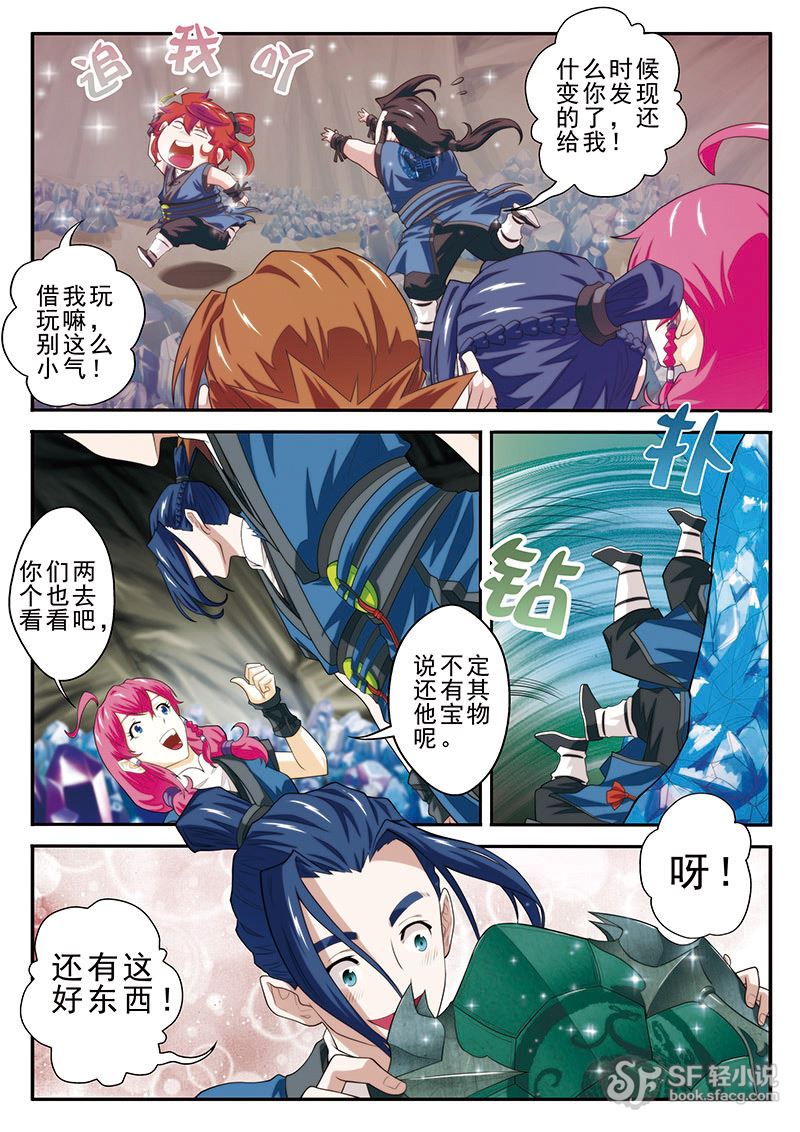 追我吖
什么时候
变你发现
的了，还
给我！
借我玩
玩嘛，
别这么
小气！
你们两
个也去
看看吧，
说不定
还有其
他宝物
呢。
扑
钻
呀！
还有这
好东西！
SF轻小说
book.sfacg.com